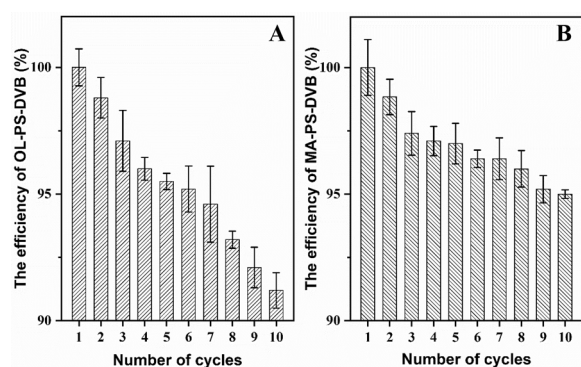 A
The efficiency of OL-PS-DVB (%)
100
95
90
1 2 3 4 5 6 7 8 9 10
Number of cycles
B
The efficiency of MA-PS-DVB (%)
100
95
90
1 2 3 4 5 6 7 8 9 10
Number of cycles